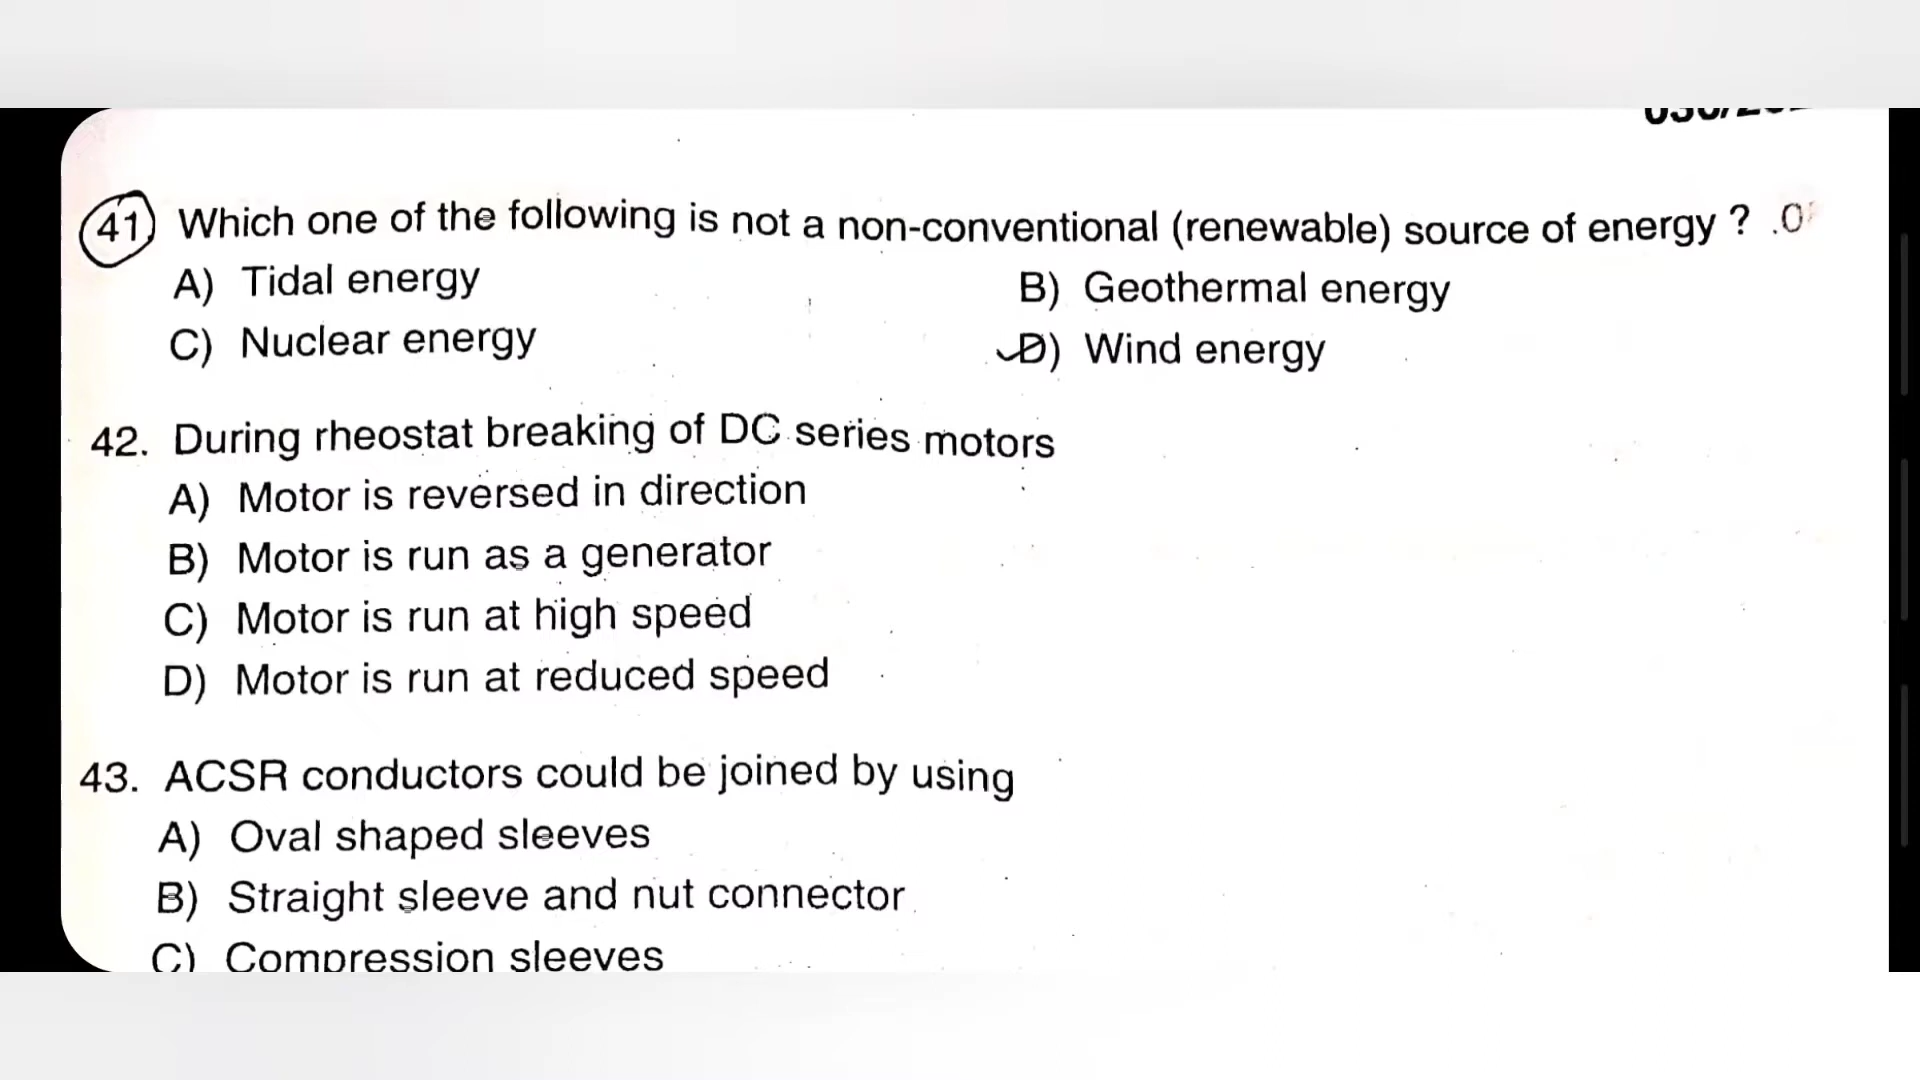 41) Which one of the following is not a non-conventional (renewable) source of energy ?
A) Tidal energy
B) Geothermal energy
C) Nuclear energy
D) Wind energy
42. During rheostat breaking of DC series motors
A) Motor is reversed in direction
B) Motor is run as a generator
C) Motor is run at high speed
D) Motor is run at reduced speed
43. ACSR conductors could be joined by using
A) Oval shaped sleeves
B) Straight sleeve and nut connector
C) Compression sleeves